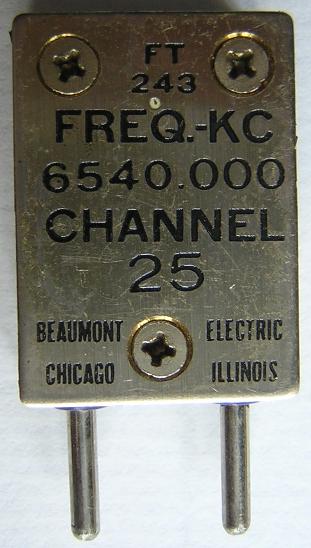 FT
243
FREQ.-KC
6540.000
CHANNEL
25
BEAUMONT ELECTRIC
CHICAGO ILLINOIS